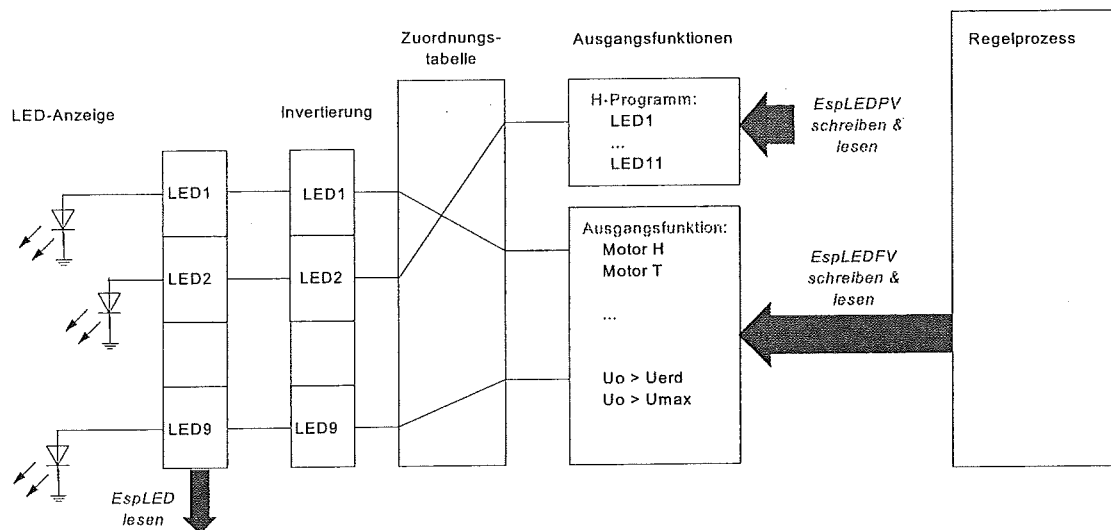 Zuordnungs-
tabelle
Ausgangsfunktionen
Regelprozess
LED-Anzeige
Invertierung
H-Programm:
LED1
...
LED11
EspLEDPV
schreiben &
lesen
LED1
LED1
LED2
LED2
Ausgangsfunktion:
Motor H
Motor T
...
Uo > Uerd
Uo > Umax
EspLEDFV
schreiben &
lesen
LED9
LED9
EspLED
lesen